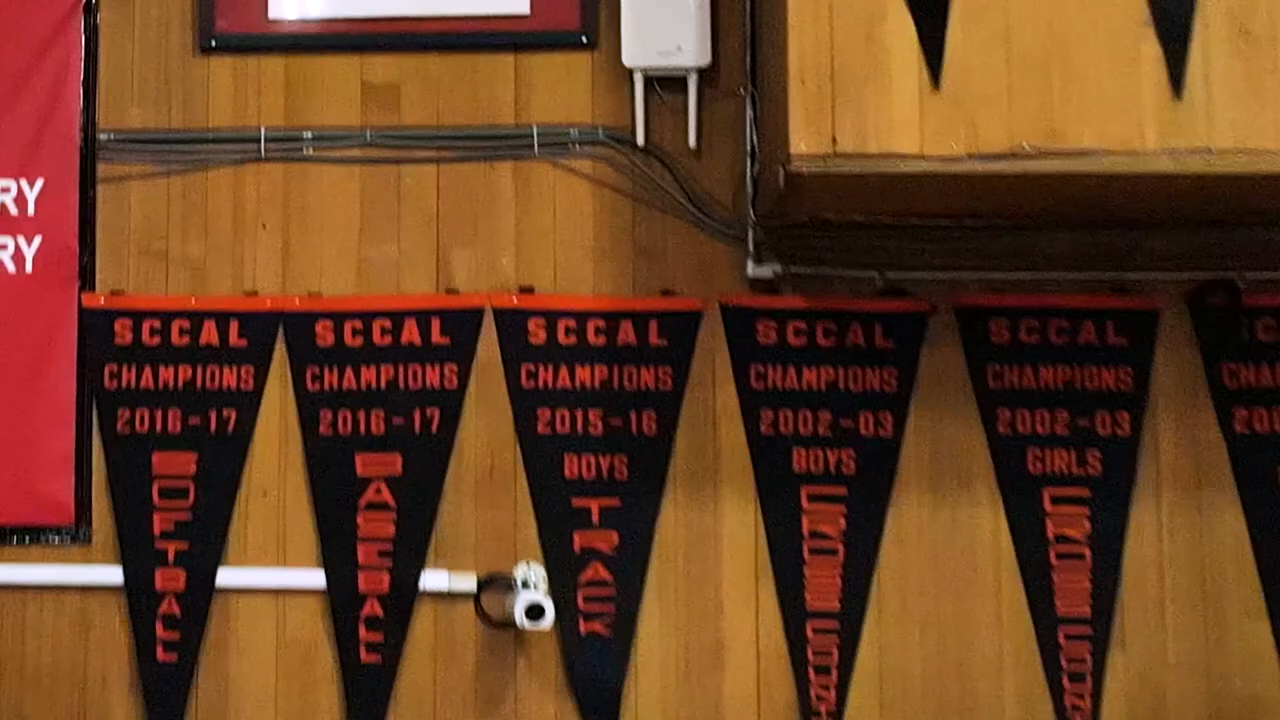 RY
RY
SCCAL
CHAMPIONS
2016-17
SOFTBALL
SCCAL
CHAMPIONS
2016-17
BASEBALL
SCCAL
CHAMPIONS
2015-16
BOYS
TRACK
SCCAL
CHAMPIONS
2002-03
BOYS
SCCAL
CHAMPIONS
2002-03
GIRLS